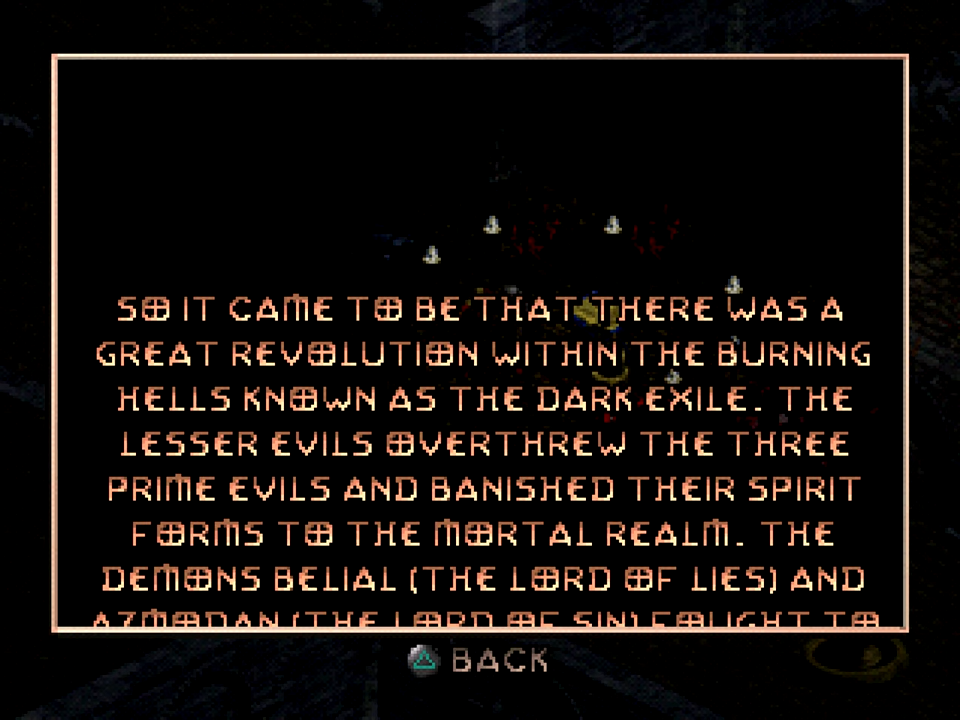 SO IT CAME TO BE THAT THERE WAS A
GREAT REVOLUTION WITHIN THE BURNING
HELLS KNOWN AS THE DARK EXILE. THE
LESSER EVILS OVERTHREW THE THREE
PRIME EVILS AND BANISHED THEIR SPIRIT
FORMS TO THE MORTAL REALM. THE
DEMONS BELIAL (THE LORD OF LIES) AND
AZMODAN (THE LORD OF SIN) FOUGHT TO
BACK